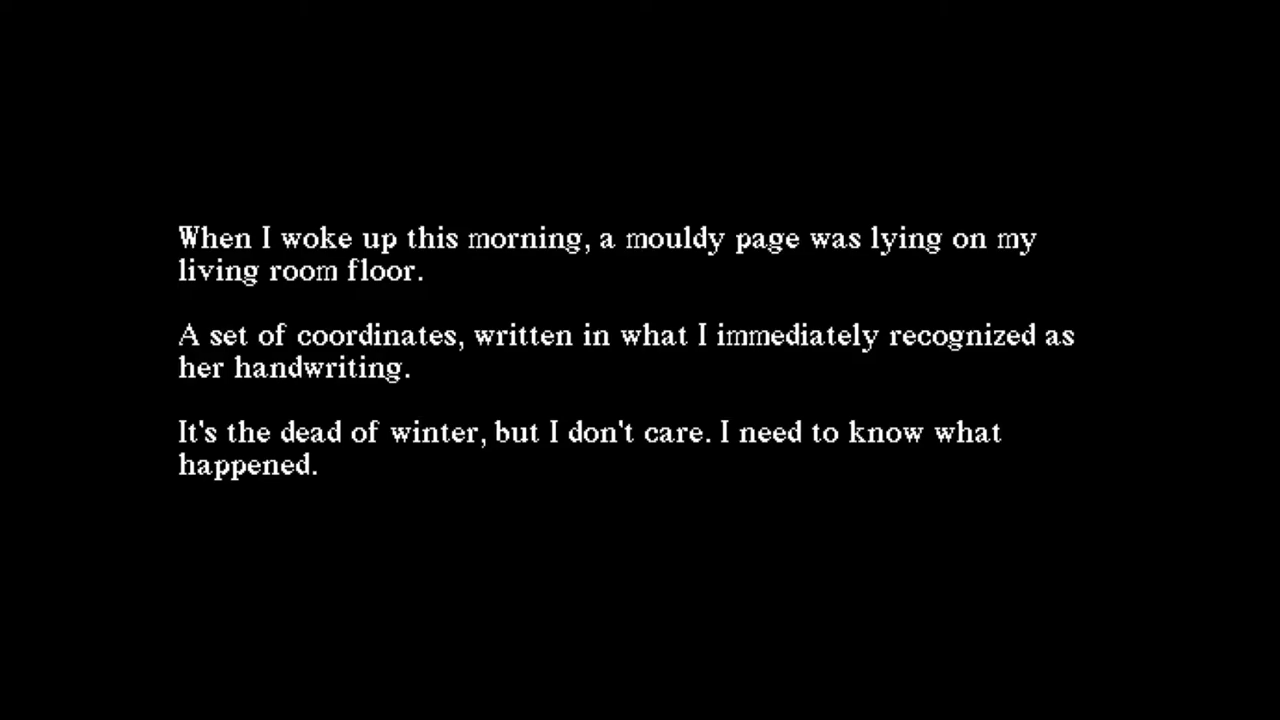 When I woke up this morning, a mouldy page was lying on my
living room floor.
A set of coordinates, written in what I immediately recognized as
her handwriting.
It's the dead of winter, but I don't care. I need to know what
happened.